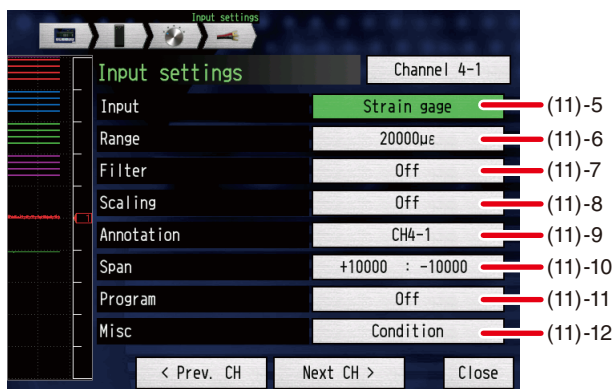 Input settings
Input settings Channel 4-1
Input Strain gage (11)-5
Range 20000µε (11)-6
Filter Off (11)-7
Scaling Off (11)-8
Annotation CH4-1 (11)-9
Span +10000 : -10000 (11)-10
Program Off (11)-11
Misc Condition (11)-12
< Prev. CH Next CH > Close